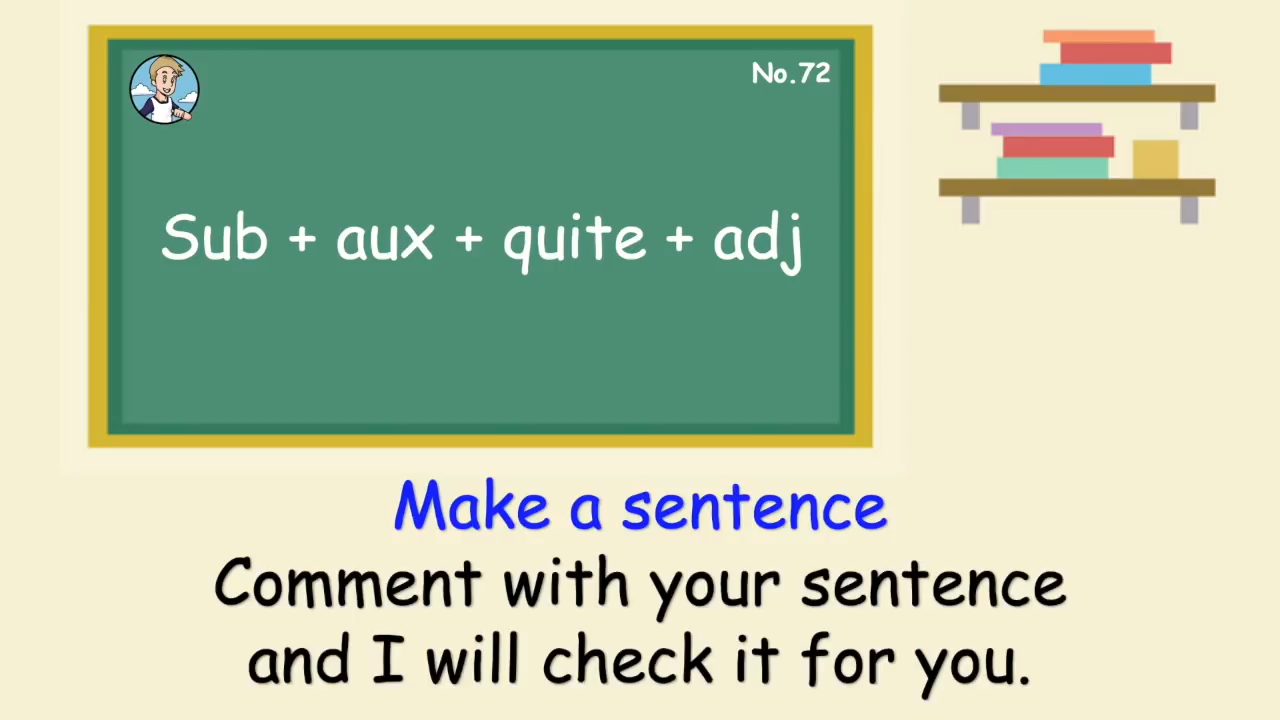 No.72
Sub + aux + quite + adj
Make a sentence
Comment with your sentence
and I will check it for you.